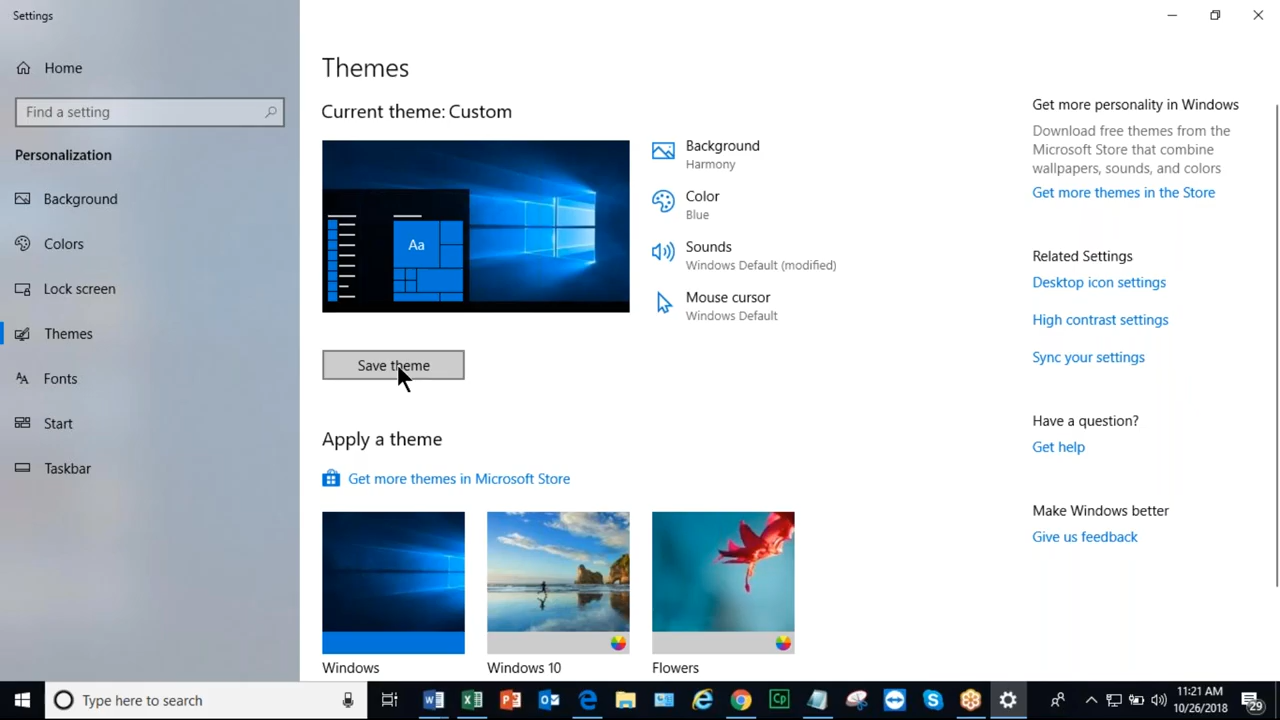 Settings
Home
Find a setting
Personalization
Background
Colors
Lock screen
Themes
Fonts
Start
Taskbar
Themes
Current theme: Custom
Aa
Background
Harmony
Color
Blue
Sounds
Windows Default (modified)
Mouse cursor
Windows Default
Save theme
Apply a theme
Get more themes in Microsoft Store
Windows
Windows 10
Flowers
Get more personality in Windows
Download free themes from the
Microsoft Store that combine
wallpapers, sounds, and colors
Get more themes in the Store
Related Settings
Desktop icon settings
High contrast settings
Sync your settings
Have a question?
Get help
Make Windows better
Give us feedback
Type here to search
Cp
11:21 AM
10/26/2018
29